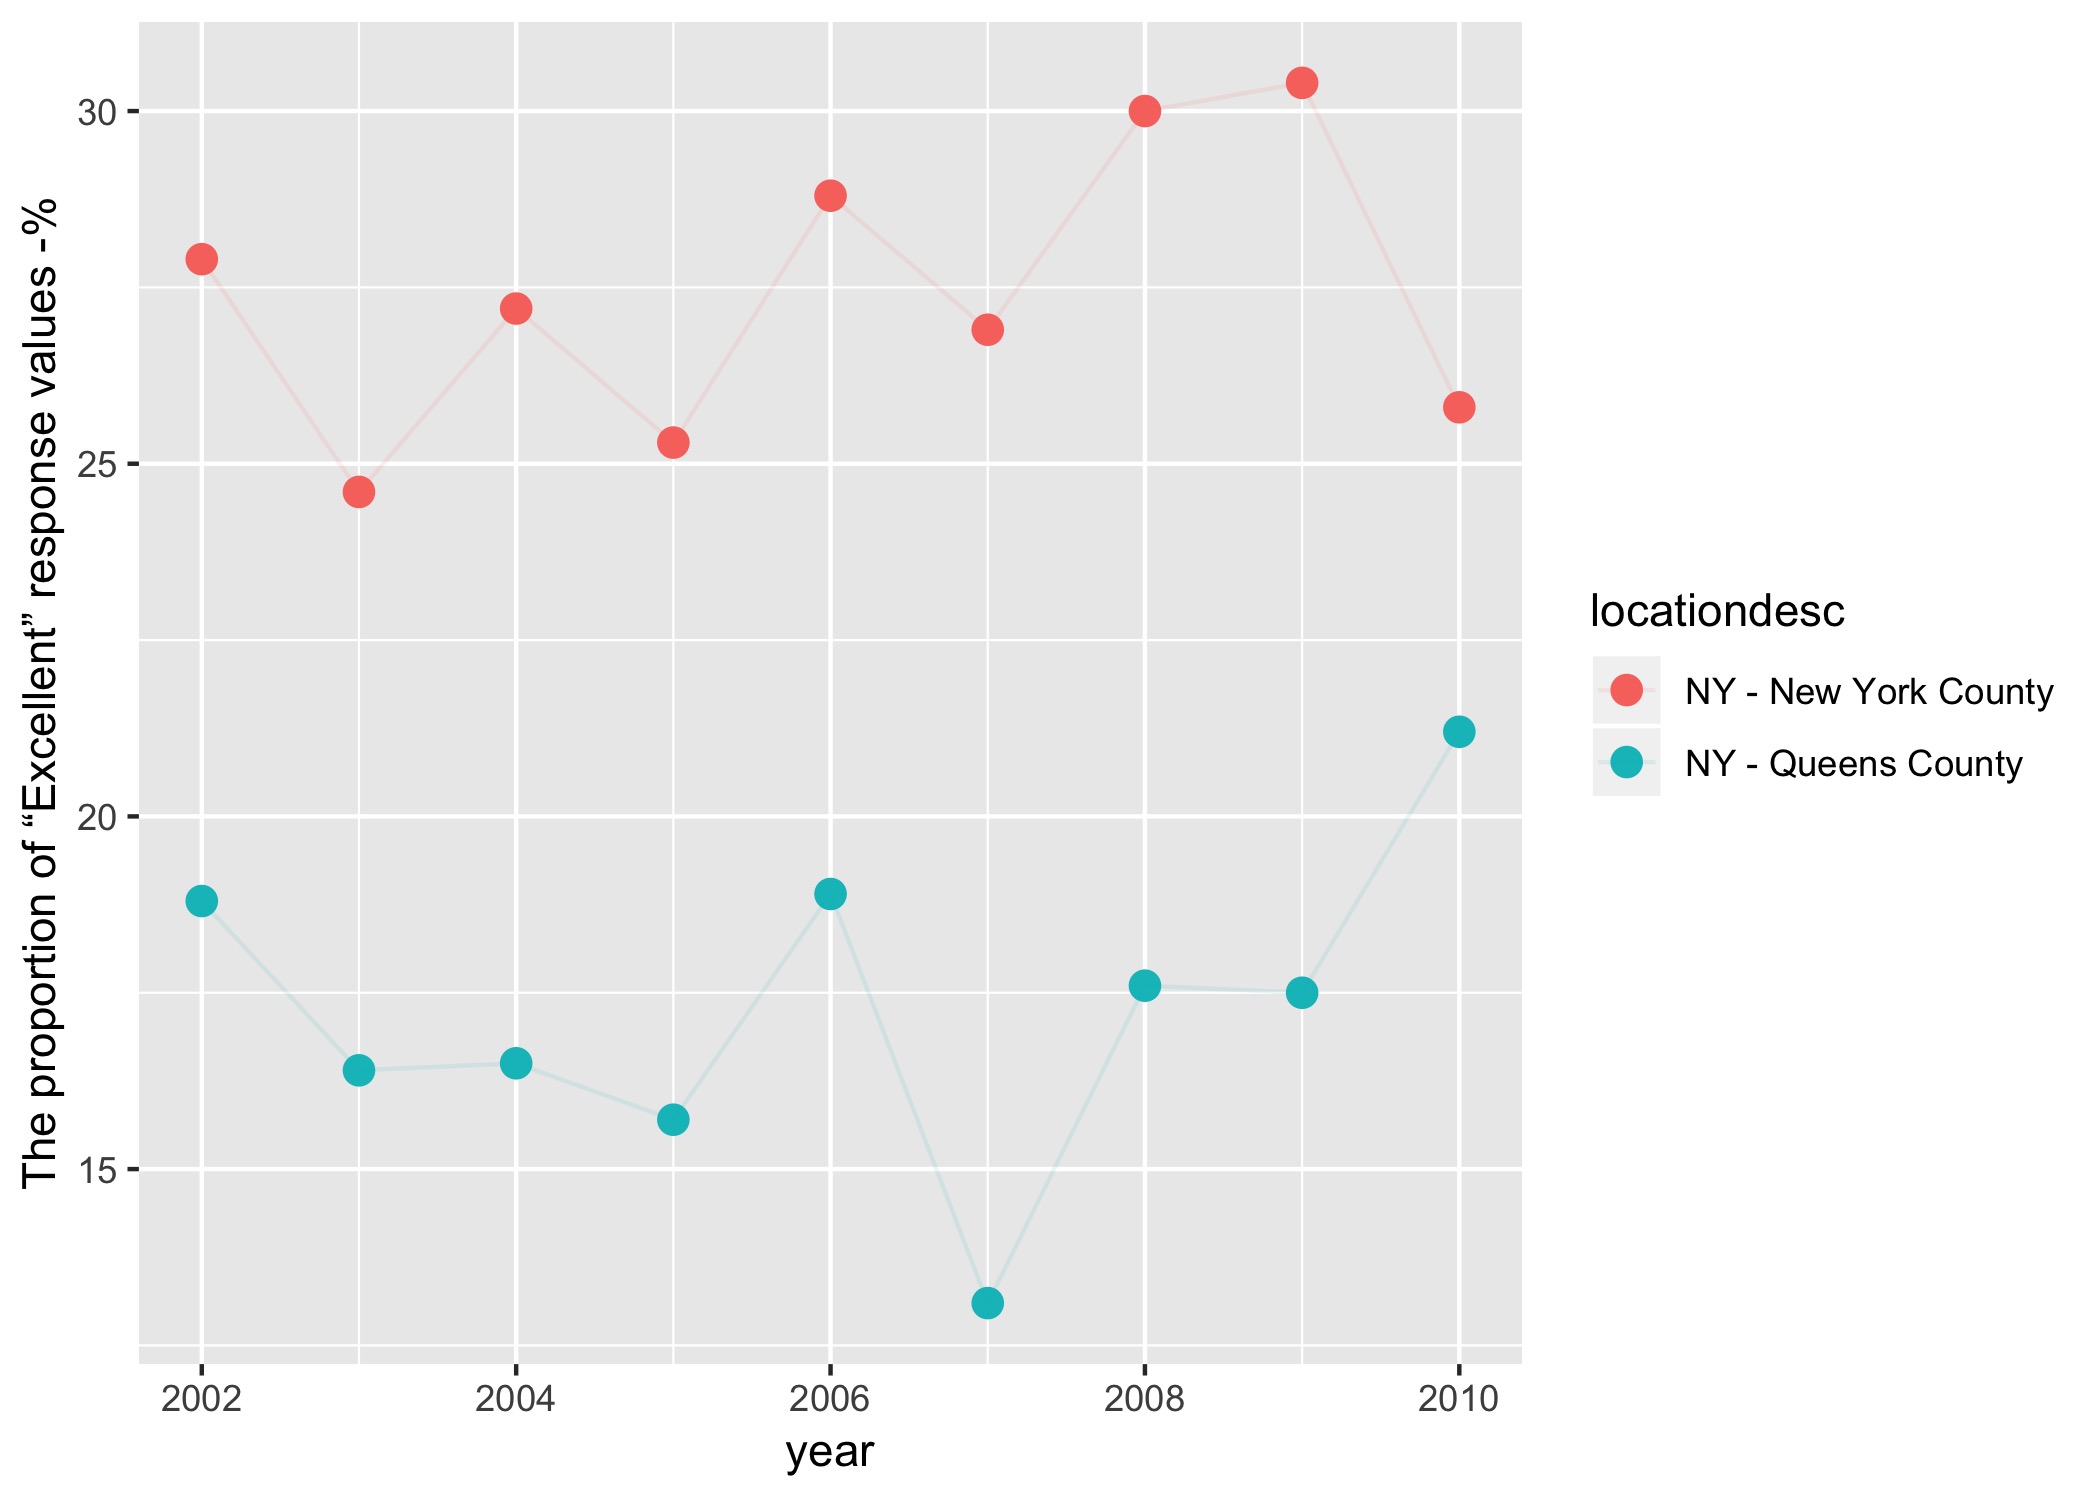 The proportion of “Excellent” response values -%
30
25
20
15
2002 2004 2006 2008 2010
year
locationdesc
NY - New York County
NY - Queens County